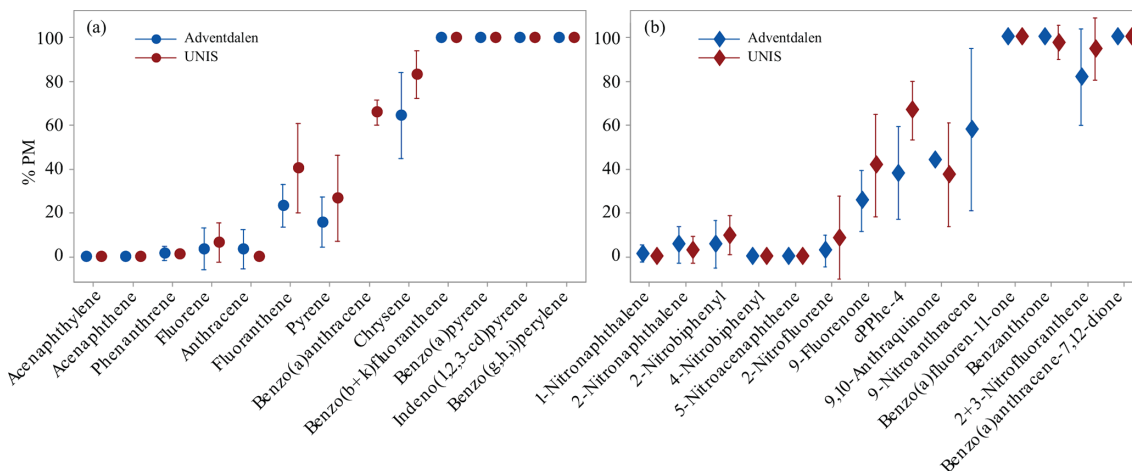 (a)
Adventdalen
UNIS
100
80
60
40
20
0
% PM
Acenaphthylene
Acenaphthene
Phenanthrene
Fluorene
Anthracene
Fluoranthene
Pyrene
Benzo(a)anthracene
Chrysene
Benzo(b+k)fluoranthene
Benzo(a)pyrene
Indeno(1,2,3-cd)pyrene
Benzo(g,h,i)perylene
(b)
Adventdalen
UNIS
100
80
60
40
20
0
1-Nitronaphthalene
2-Nitronaphthalene
2-Nitrobiphenyl
4-Nitrobiphenyl
5-Nitroacenaphthene
2-Nitrofluorene
9-Fluorenone
cPPhe-4
9,10-Anthraquinone
9-Nitroanthracene
Benzo(a)fluoren-11-one
Benzanthrone
2+3-Nitrofluoranthene
Benzo(a)anthracene-7,12-dione